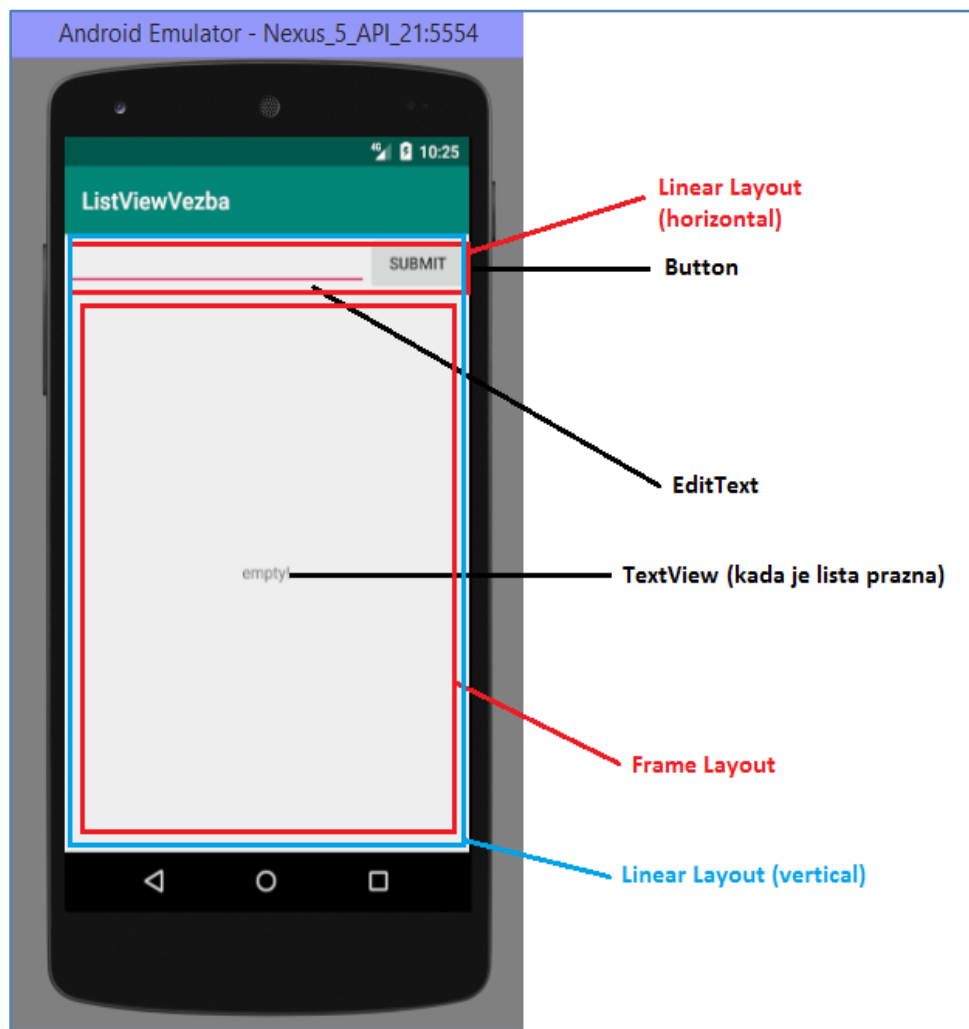 Android Emulator - Nexus_5_API_21:5554
4G 10:25
ListViewVezba
Linear Layout
(horizontal)
SUBMIT
Button
EditText
empty!
TextView (kada je lista prazna)
Frame Layout
Linear Layout (vertical)